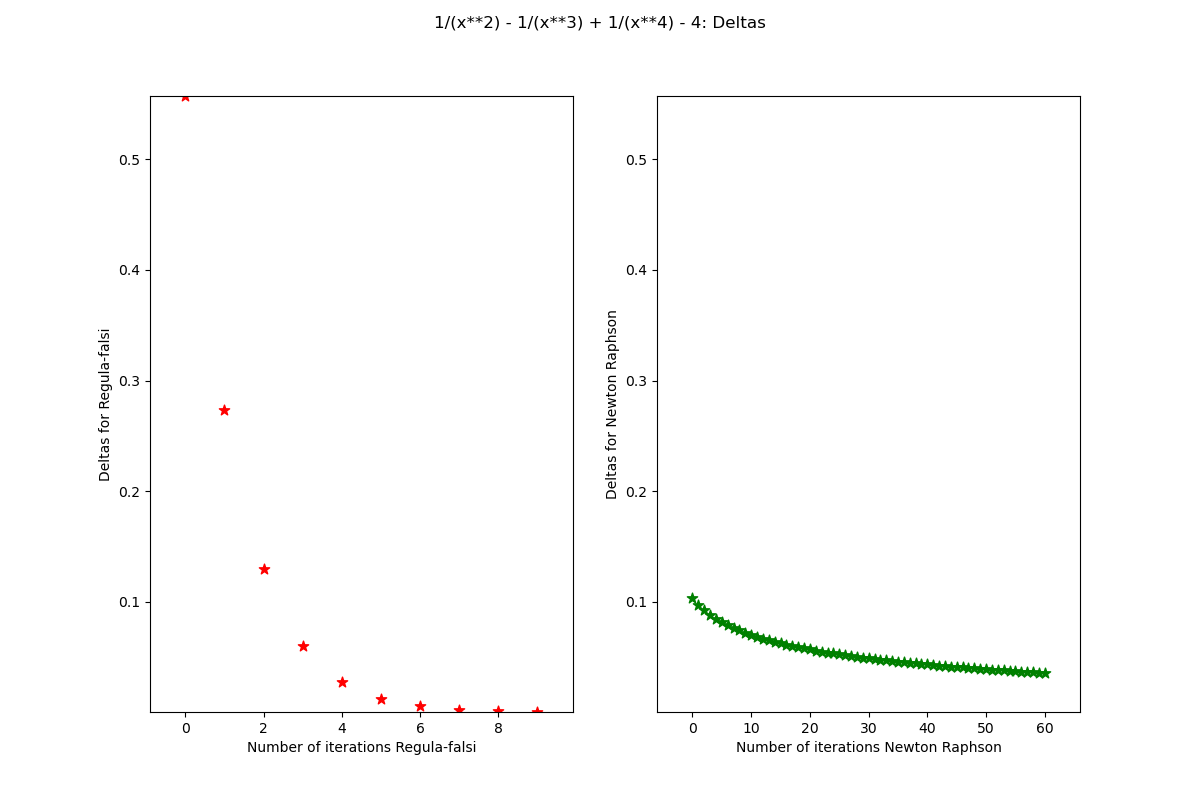 1/(x**2) - 1/(x**3) + 1/(x**4) - 4: Deltas
0.5
0.4
0.3
0.2
0.1
Deltas for Regula-falsi
0 2 4 6 8
Number of iterations Regula-falsi
0.5
0.4
0.3
0.2
0.1
Deltas for Newton Raphson
0 10 20 30 40 50 60
Number of iterations Newton Raphson